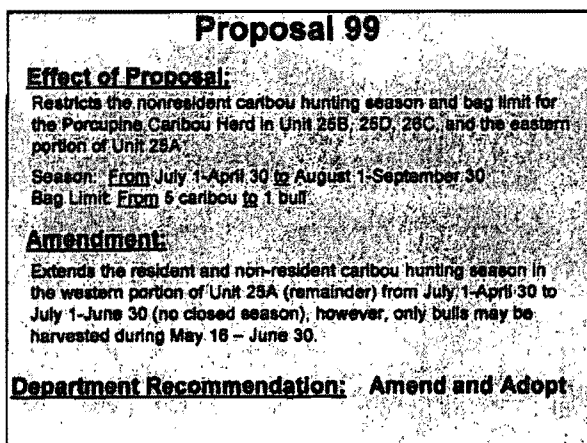 Proposal 99
Effect of Proposal:
Restricts the nonresident caribou hunting season and bag limit for
the Porcupine Caribou Herd in Unit 25B, 25D, 26C, and the eastern
portion of Unit 25A
Season: From July 1-April 30 to August 1-September 30
Bag Limit: From 5 caribou to 1 bull
Amendment:
Extends the resident and non-resident caribou hunting season in
the western portion of Unit 25A (remainder) from July 1-April 30 to
July 1-June 30 (no closed season), however, only bulls may be
harvested during May 16 – June 30.
Department Recommendation: Amend and Adopt